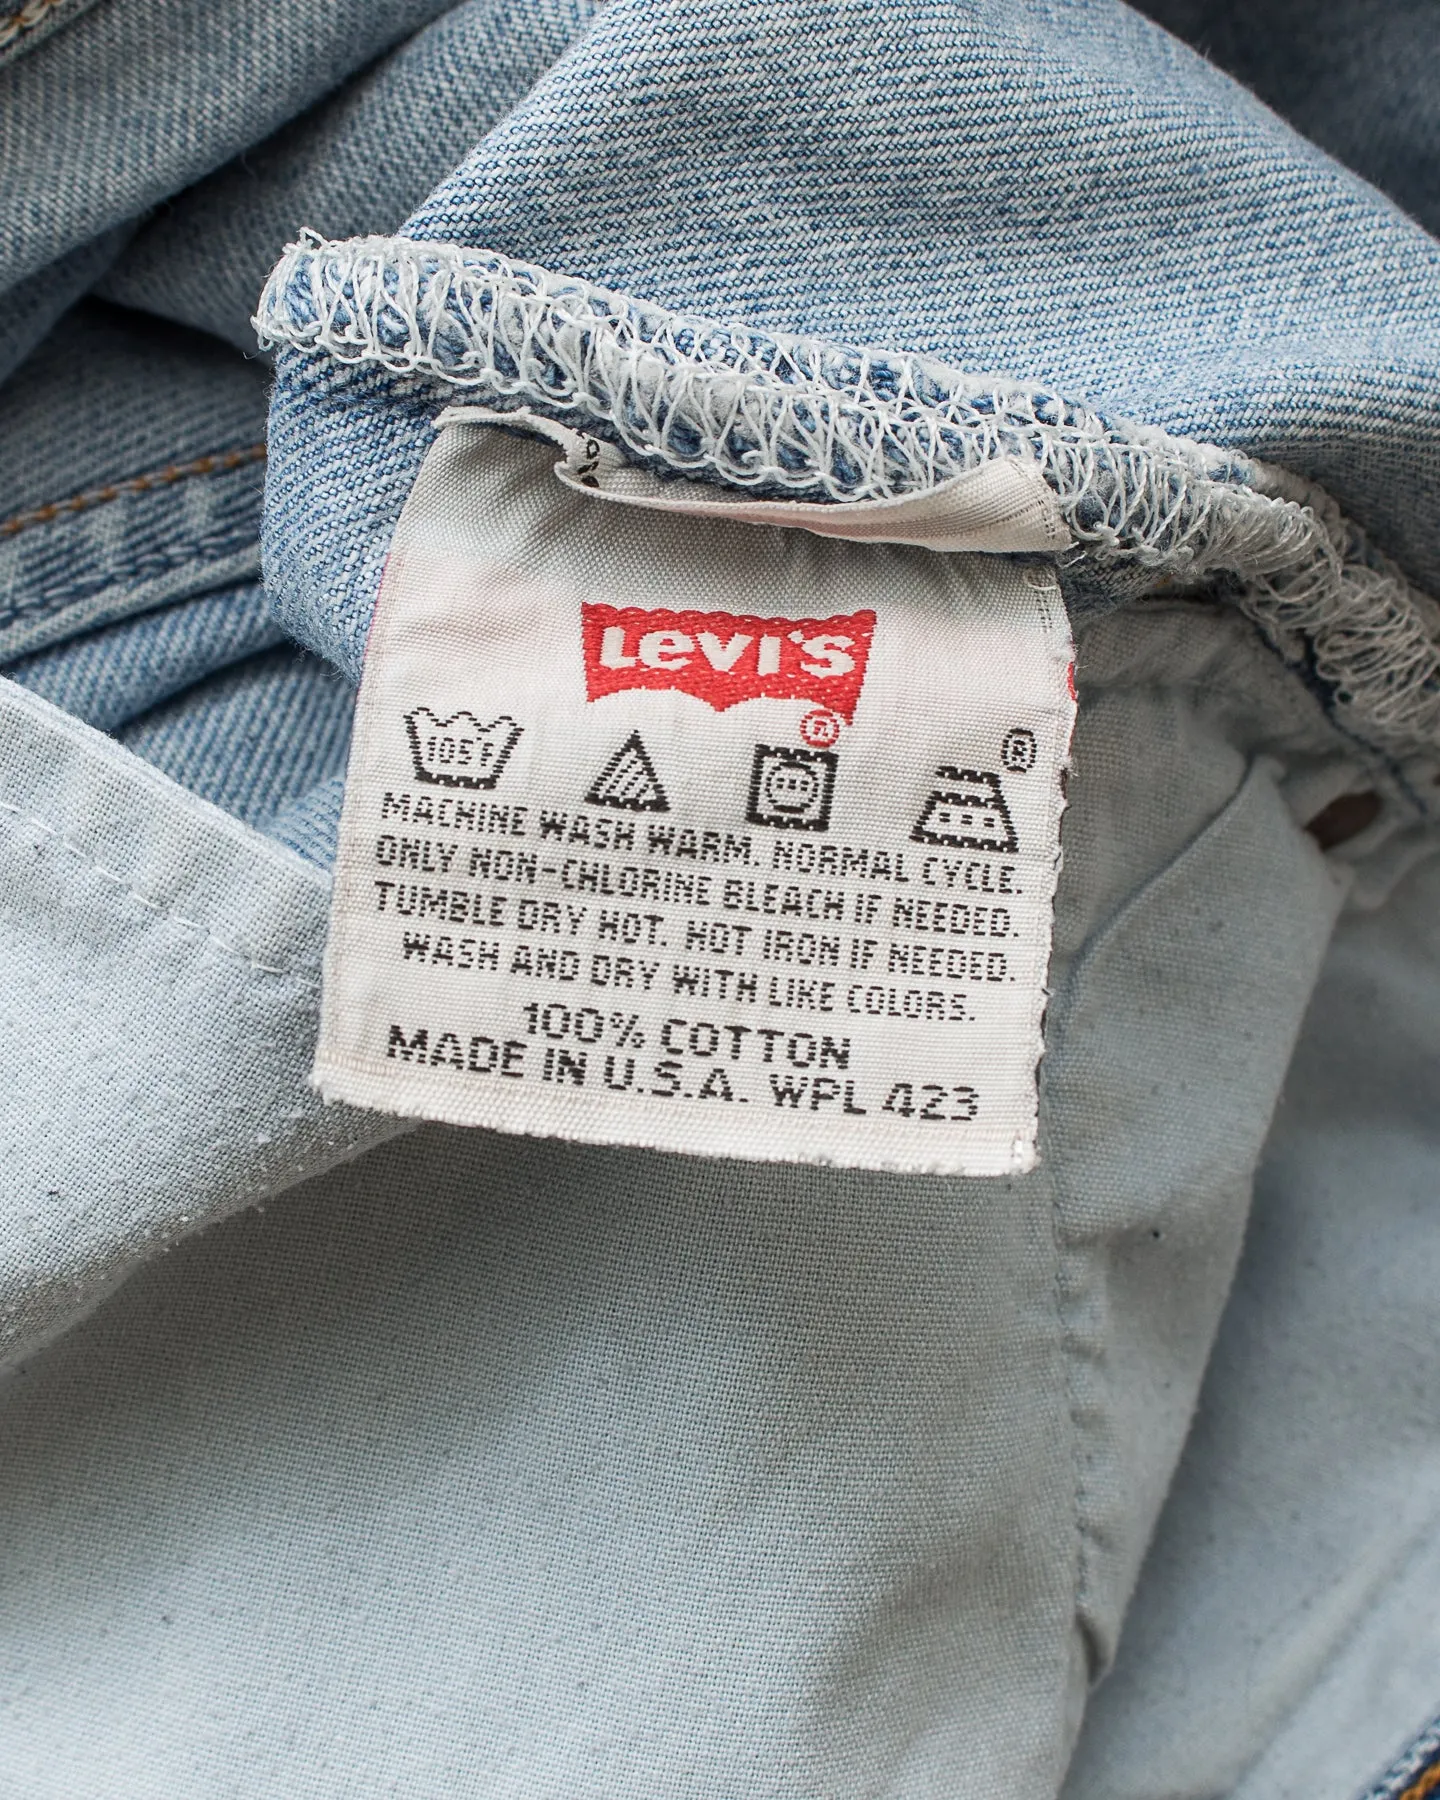 Levi's
®
®
105°F
MACHINE WASH WARM. NORMAL CYCLE.
ONLY NON-CHLORINE BLEACH IF NEEDED.
TUMBLE DRY HOT. HOT IRON IF NEEDED.
WASH AND DRY WITH LIKE COLORS.
100% COTTON
MADE IN U.S.A. WPL 423